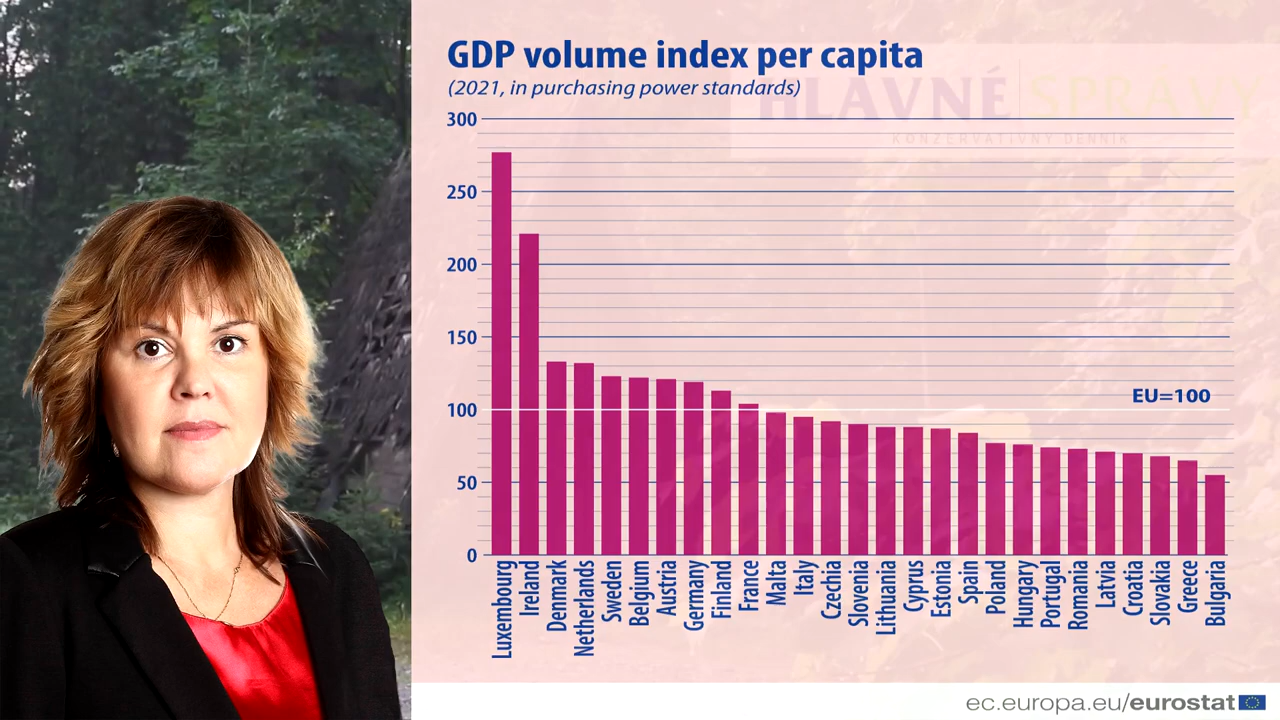 GDP volume index per capita
(2021, in purchasing power standards)
HLAVNÉ SPRÁVY
KONZERVATÍVNY DENNÍK
300
250
200
150
100
50
0
EU=100
Luxembourg
Ireland
Denmark
Netherlands
Sweden
Belgium
Austria
Germany
Finland
France
Malta
Italy
Czechia
Slovenia
Lithuania
Cyprus
Estonia
Spain
Poland
Hungary
Portugal
Romania
Latvia
Croatia
Slovakia
Greece
Bulgaria
ec.europa.eu/eurostat